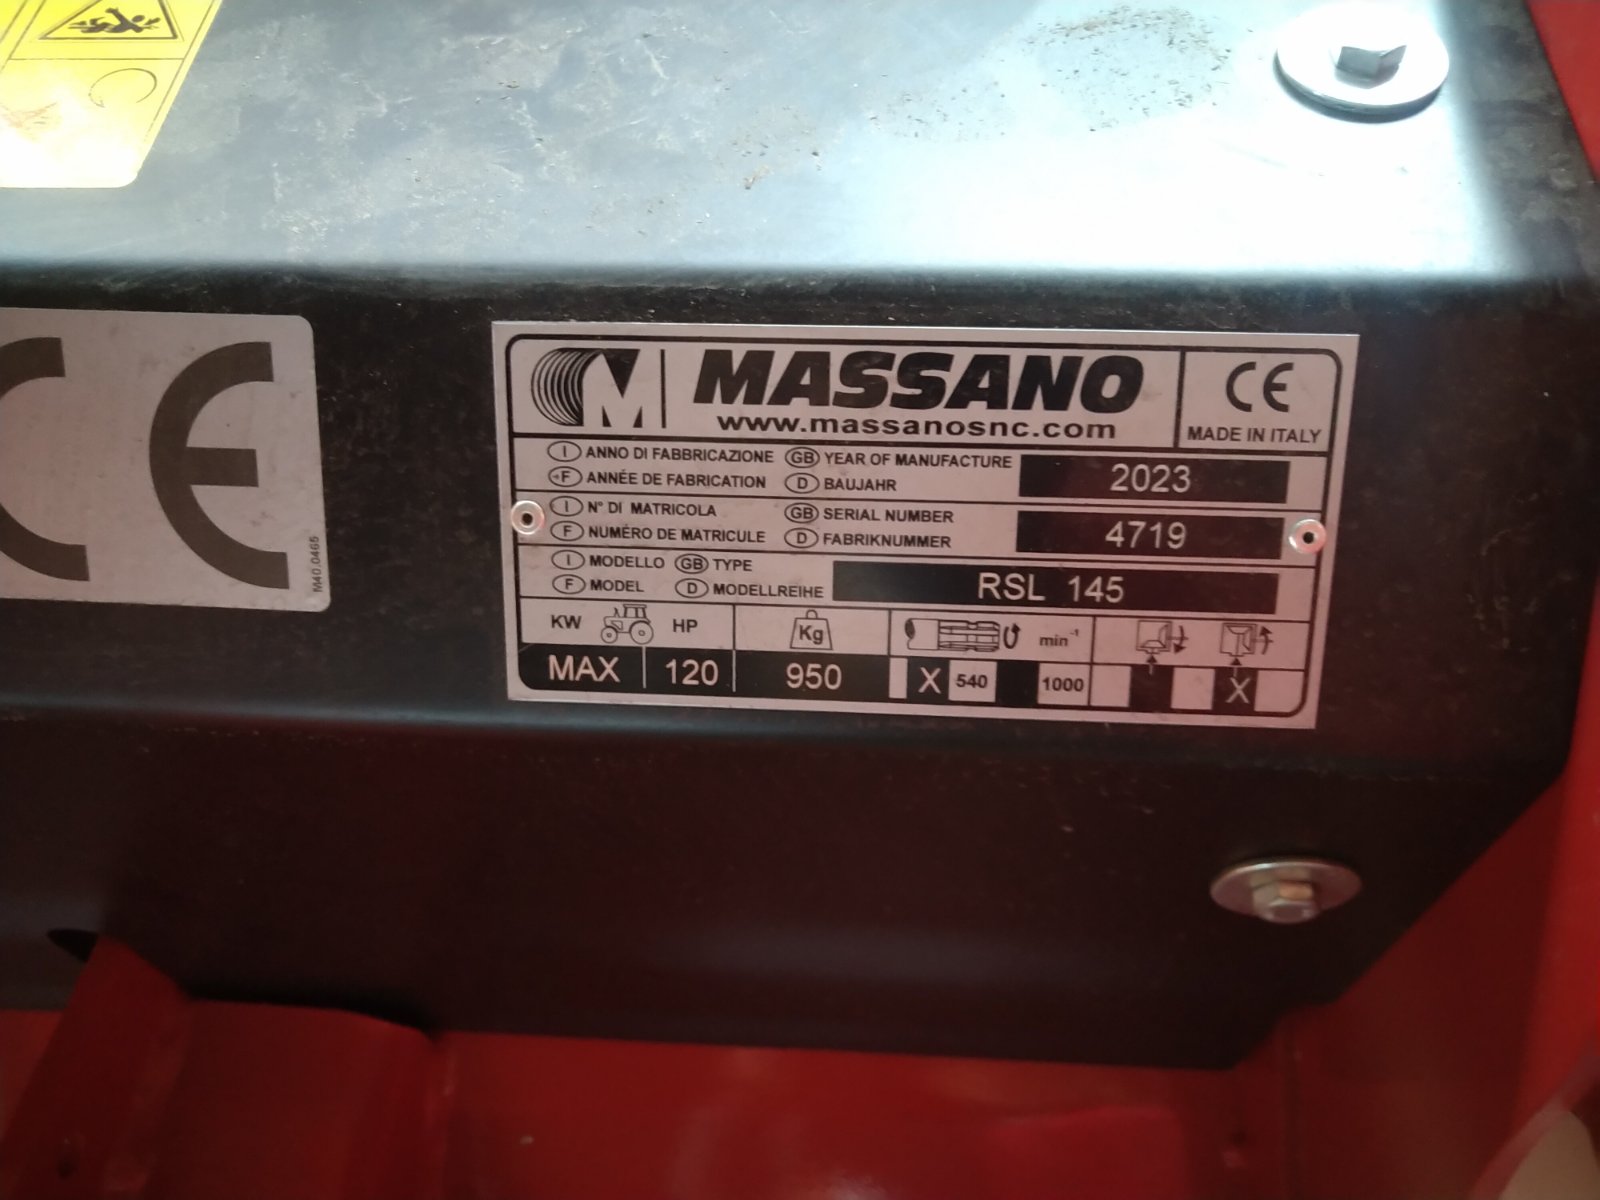 M40.0465
M MASSANO
www.massanosnc.com
CE
MADE IN ITALY
I ANNO DI FABBRICAZIONE GB YEAR OF MANUFACTURE
F ANNÉE DE FABRICATION D BAUJAHR
2023
I N° DI MATRICOLA GB SERIAL NUMBER
F NUMÉRO DE MATRICULE D FABRIKNUMMER
4719
I MODELLO GB TYPE
F MODEL D MODELLREIHE
RSL 145
KW HP Kg min⁻¹
MAX 120 950 X 540 1000 X
CE